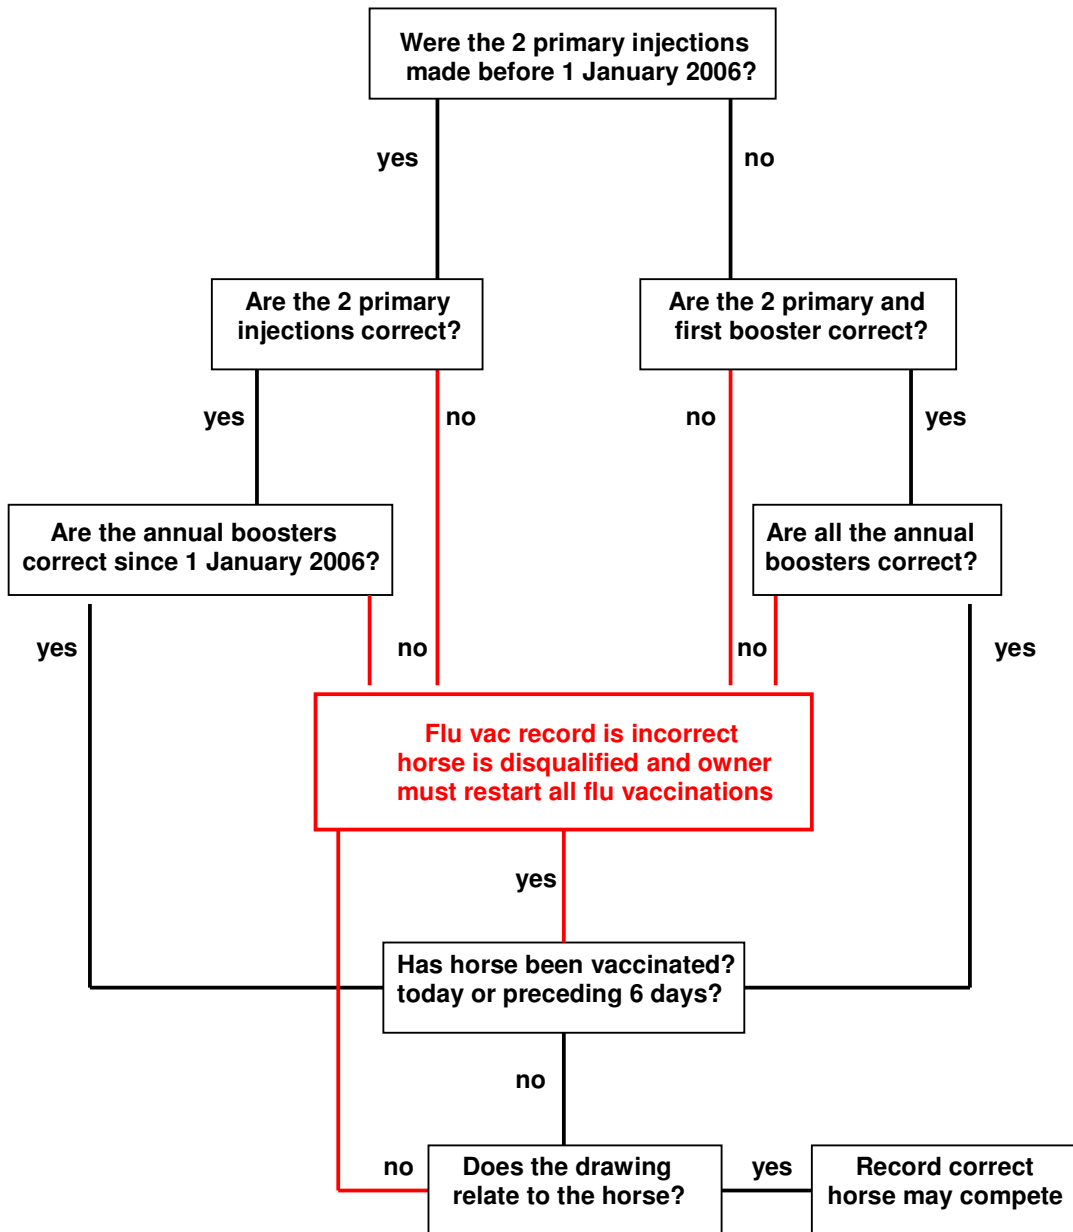 Were the 2 primary injections
made before 1 January 2006?
yes
no
Are the 2 primary
injections correct?
Are the 2 primary and
first booster correct?
yes
no
no
yes
Are the annual boosters
correct since 1 January 2006?
Are all the annual
boosters correct?
yes
no
no
yes
Flu vac record is incorrect
horse is disqualified and owner
must restart all flu vaccinations
yes
Has horse been vaccinated?
today or preceding 6 days?
no
no
Does the drawing
relate to the horse?
yes
Record correct
horse may compete